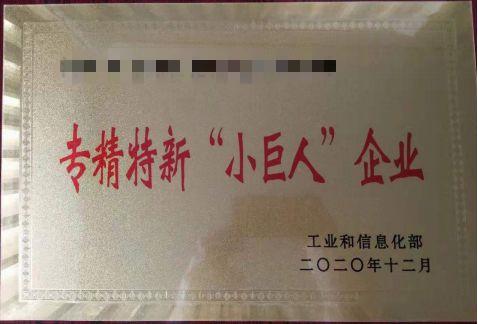 专精特新“小巨人”企业
工业和信息化部
二〇二〇年十二月